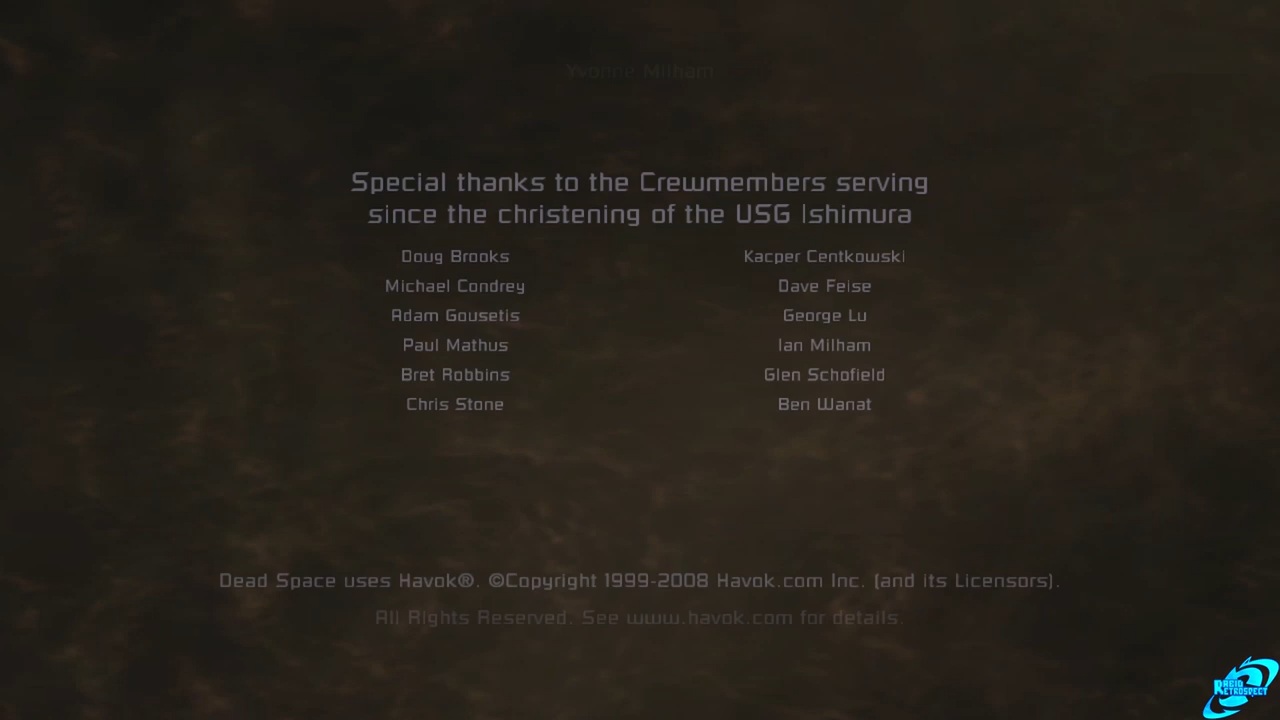 Yvonne Milham
Special thanks to the Crewmembers serving
since the christening of the USG Ishimura
Doug Brooks
Kacper Centkowski
Michael Condrey
Dave Feise
Adam Gousetis
George Lu
Paul Mathus
Ian Milham
Bret Robbins
Glen Schofield
Chris Stone
Ben Wanat
Dead Space uses Havok®. ©Copyright 1999-2008 Havok.com Inc. (and its Licensors).
All Rights Reserved. See www.havok.com for details.
RETROSPECT